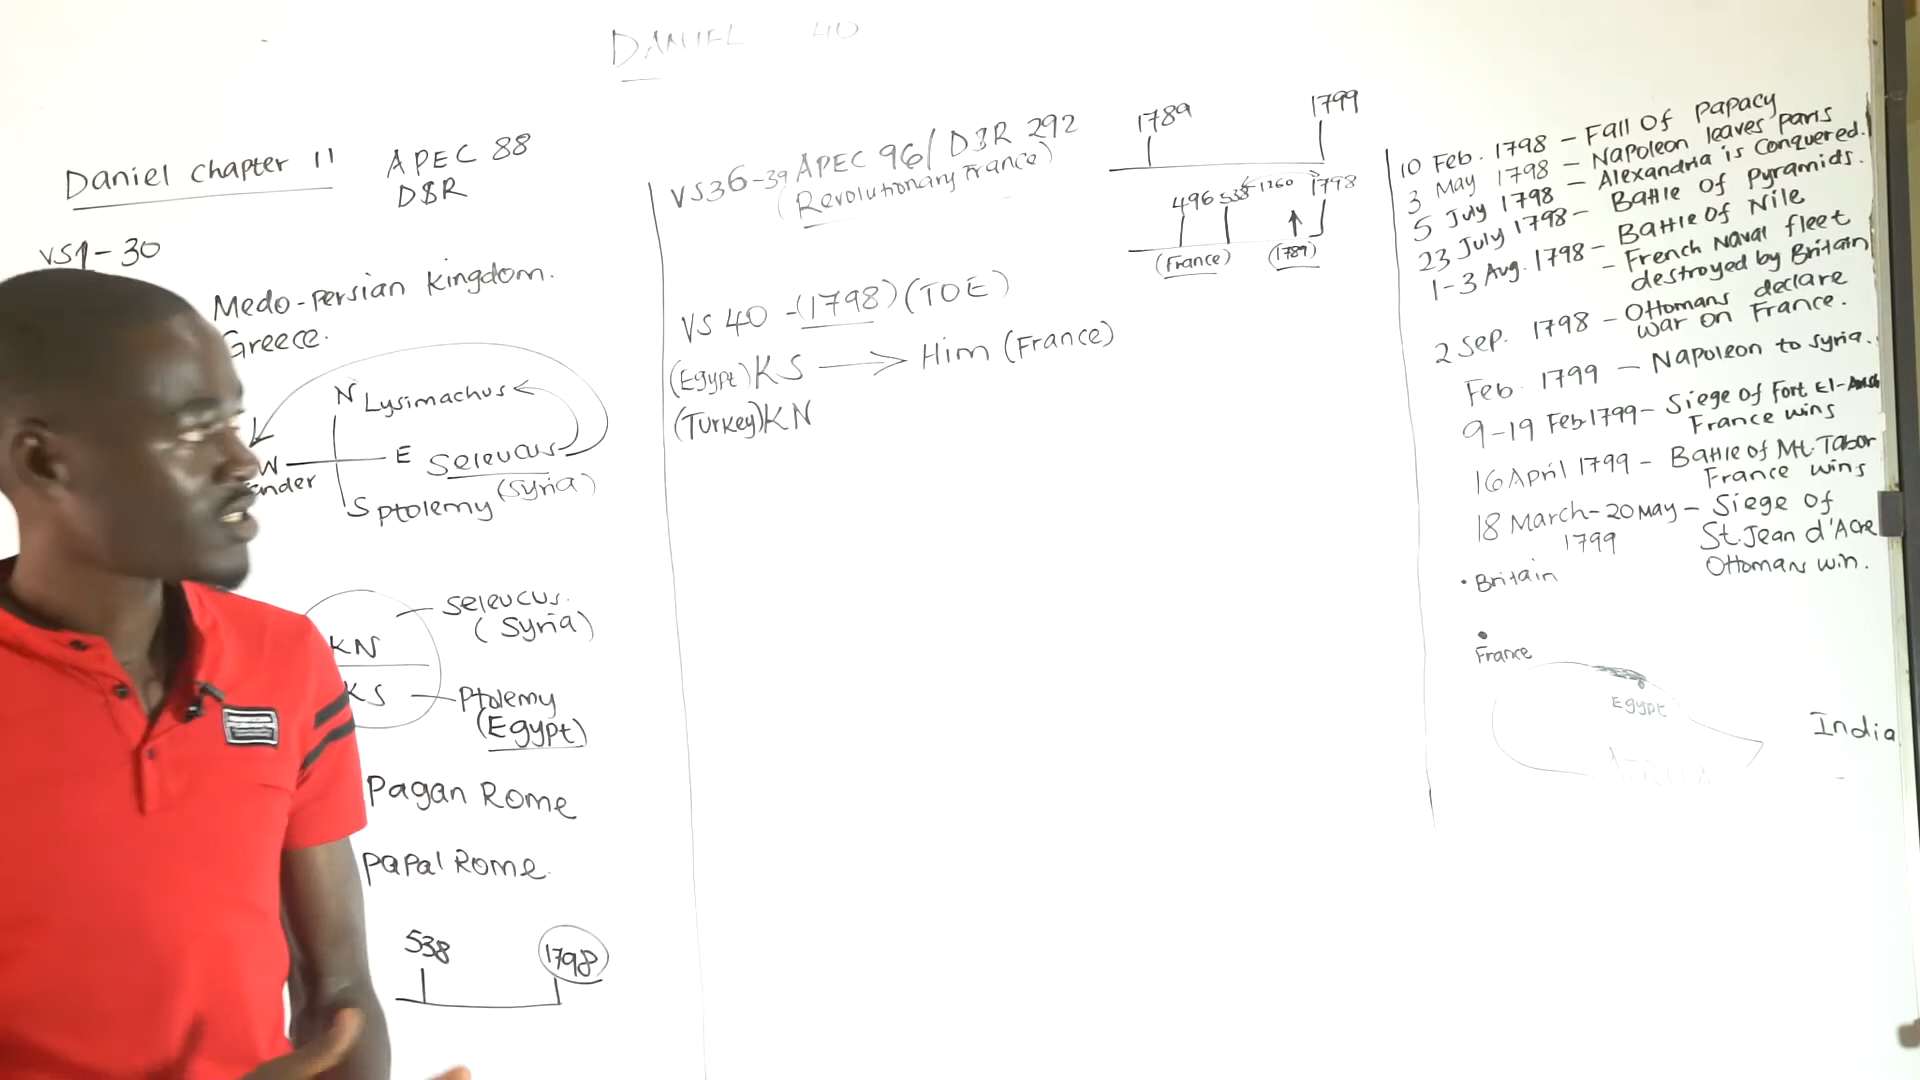 DANIEL 40
Daniel chapter 11
APEC 88
D&R
VS1-30
Medo-Persian Kingdom.
Greece.
N Lysimachus
W
E Seleucus
(Syria)
ander
S Ptolemy
KN
Seleucus.
(Syria)
KS
Ptolemy
(Egypt)
Pagan Rome
Papal Rome.
538
1798
VS36-39 APEC 96/ D&R 292
(Revolutionary France)
VS 40 -(1798) (TOE)
(Egypt) KS → Him (France)
(Turkey) KN
1789
1799
496 538 1260 1798
(France)
(1789)
10 Feb. 1798 - Fall Of Papacy
3 May 1798 - Napoleon leaves Paris
5 July 1798 - Alexandria is conquered.
23 July 1798 - Battle Of Pyramids.
1-3 Aug. 1798 - Battle Of Nile
- French Naval fleet
destroyed by Britain
2 Sep. 1798 - Ottomans declare
war on France.
Feb. 1799 - Napoleon to Syria.
9-19 Feb 1799 - Siege of Fort El-Arish
France wins
16 April 1799 - Battle of Mt. Tabor
France wins
18 March - 20 May - Siege of
1799
St. Jean d'Acre
Ottomans win.
• Britain
•
France
Egypt
AFRICA
India